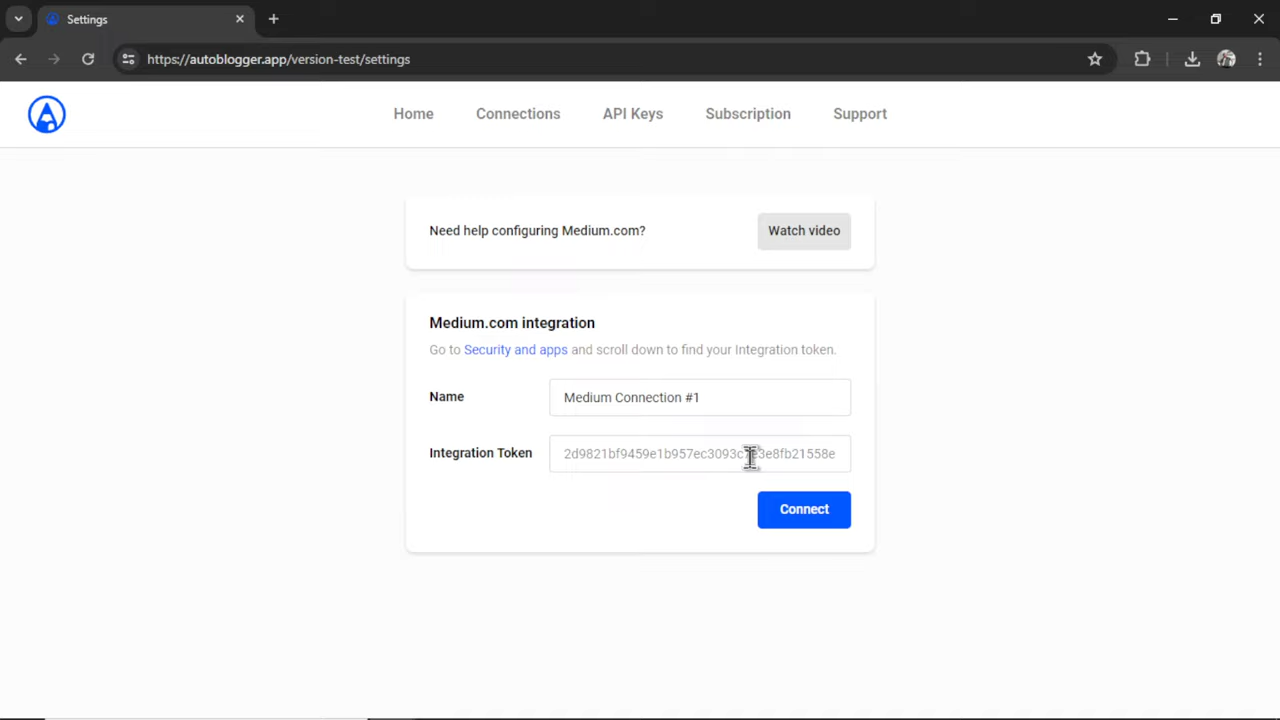 Settings
https://autoblogger.app/version-test/settings
Home
Connections
API Keys
Subscription
Support
Need help configuring Medium.com?
Watch video
Medium.com integration
Go to Security and apps and scroll down to find your Integration token.
Name
Medium Connection #1
Integration Token
Connect